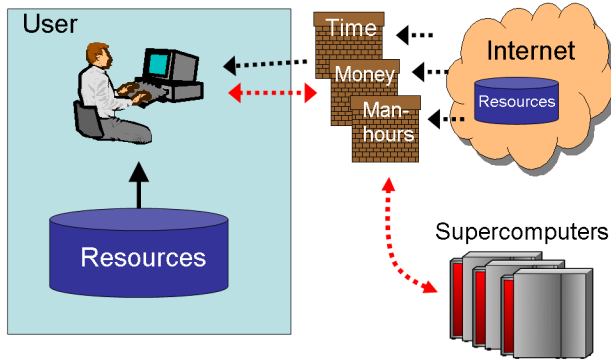 User
Time
Money
Man-
hours
Internet
Resources
Resources
Supercomputers